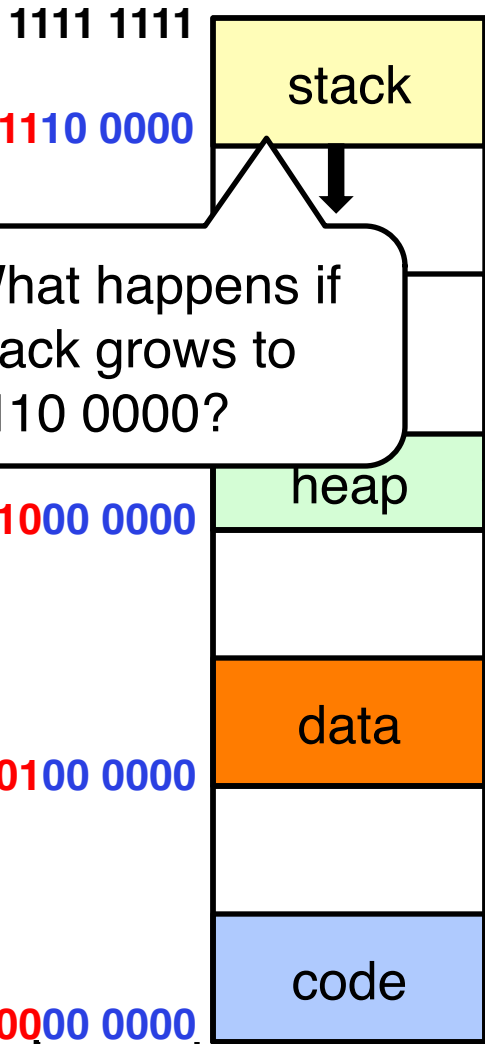 1111 1111
stack
1110 0000
hat happens if
ack grows to
110 0000?
heap
1000 0000
data
0100 0000
code
0000 0000